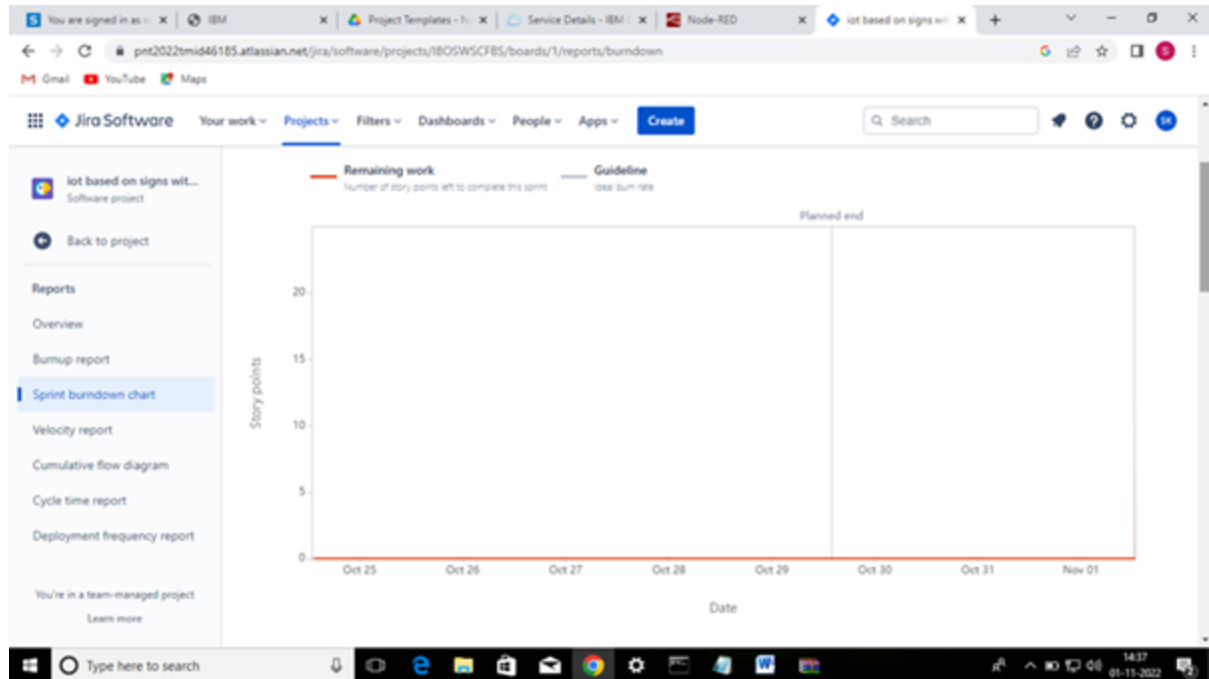 You are signed in as
IBM
Project Templates - N
Service Details - IBM
Node-RED
iot based on signs wit
pnt2022tmid46185.atlassian.net/jira/software/projects/IBOSWSCFBS/boards/1/reports/burndown
S
Gmail
YouTube
Maps
Jira Software
Your work
Projects
Filters
Dashboards
People
Apps
Create
Search
SK
iot based on signs wit...
Software project
Back to project
Reports
Overview
Burnup report
Sprint burndown chart
Velocity report
Cumulative flow diagram
Cycle time report
Deployment frequency report
You're in a team-managed project
Learn more
Remaining work
Number of story points left to complete this sprint
Guideline
Ideal burn rate
Planned end
Story points
20
15
10
5
0
Oct 25
Oct 26
Oct 27
Oct 28
Oct 29
Oct 30
Oct 31
Nov 01
Date
Type here to search
14:37
01-11-2022